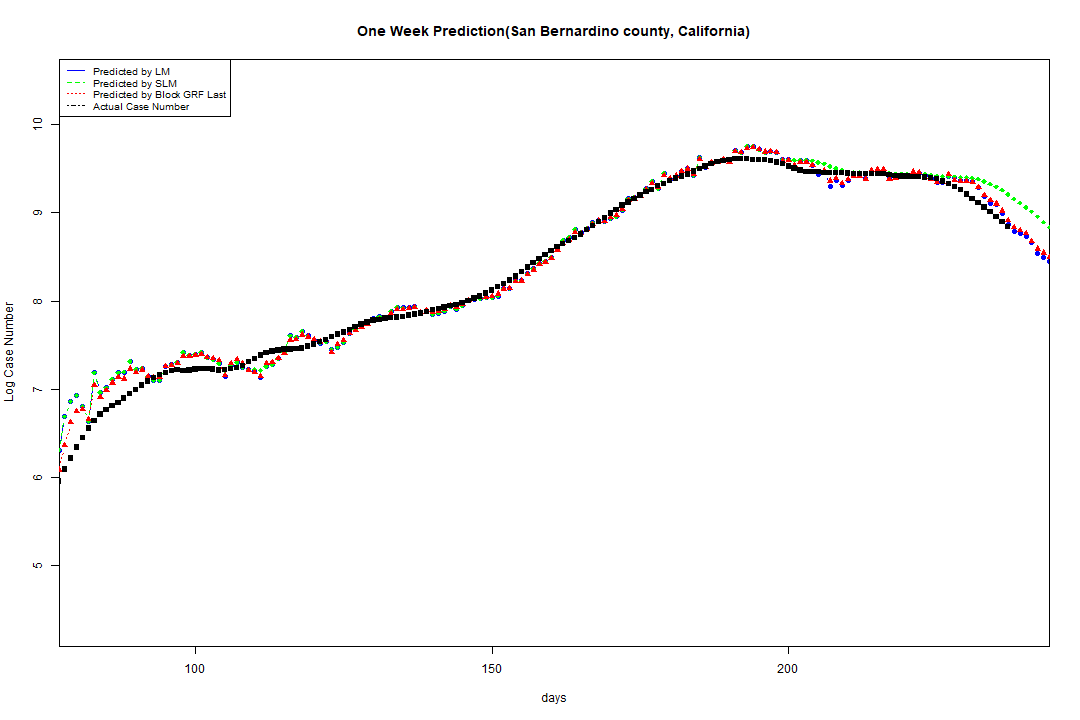 One Week Prediction(San Bernardino county, California)
Predicted by LM
Predicted by SLM
Predicted by Block GRF Last
Actual Case Number
10
9
8
7
6
5
Log Case Number
100 150 200
days